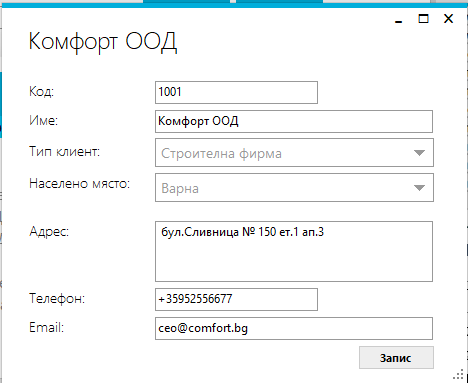 Комфорт ООД
Код: 1001
Име: Комфорт ООД
Тип клиент: Строителна фирма
Населено място: Варна
Адрес: бул.Сливница № 150 ет.1 ап.3
Телефон: +35952556677
Email: ceo@comfort.bg
Запис